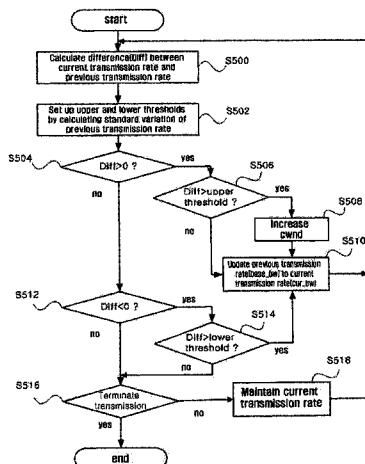 start
Calculate difference(Diff) between
current transmission rate and
previous transmission rate
S500
Set up upper and lower thresholds
by calculating standard variation of
previous transmission rate
S502
S504
Diff>0 ?
yes
no
S506
Diff>upper
threshold ?
yes
no
S508
Increase
cwnd
S510
Update previous transmission
rate(base_bw) to current
transmission rate(cur_bw)
S512
Diff<0 ?
yes
no
S514
Diff>lower
threshold ?
yes
no
S516
Terminate
transmission
no
yes
S518
Maintain current
transmission rate
end